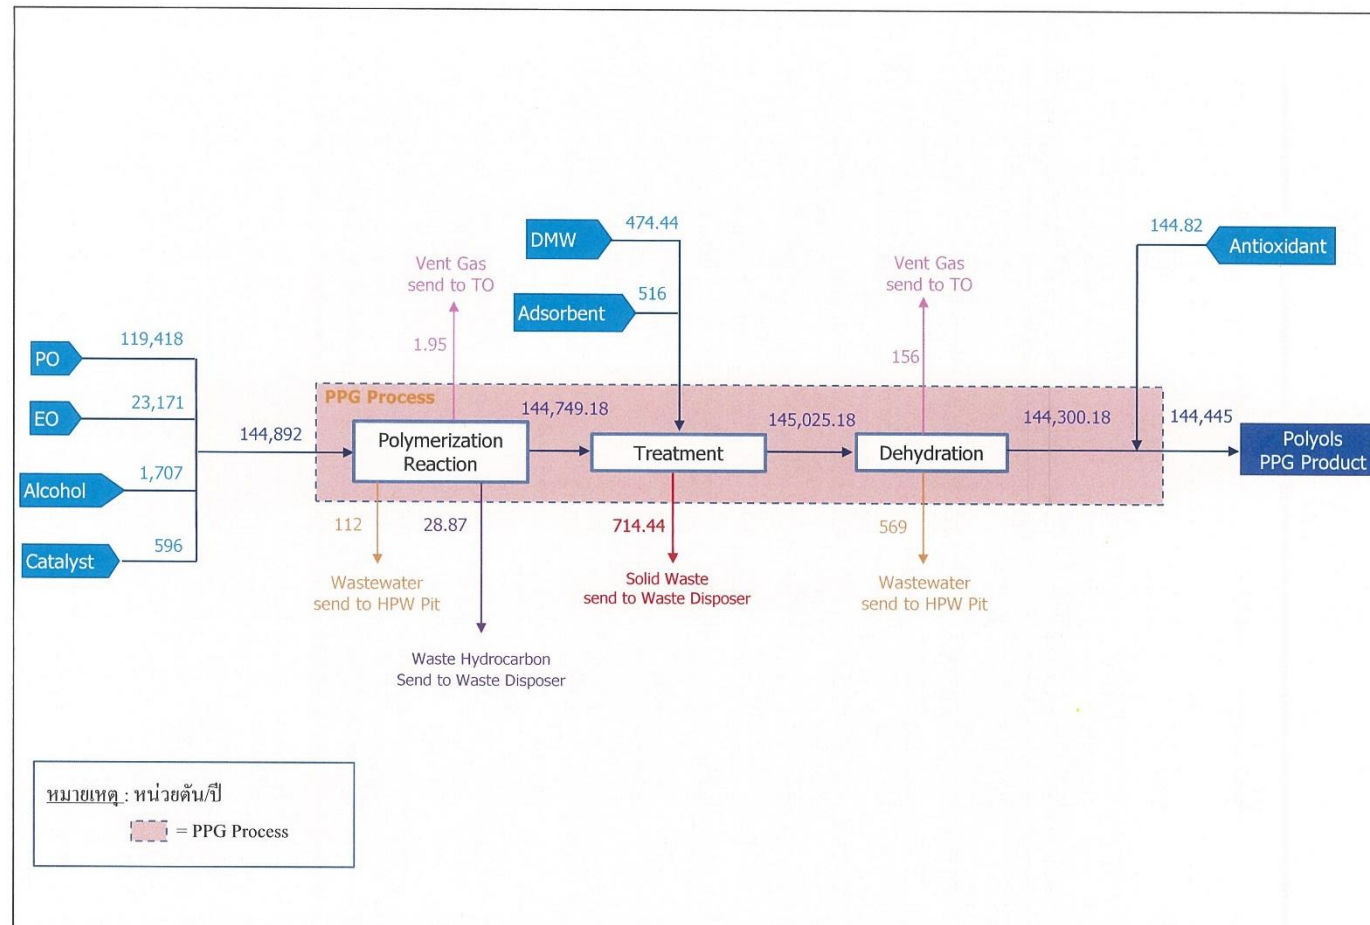 DMW
474.44
144.82
Antioxidant
Vent Gas
send to TO
Vent Gas
send to TO
Adsorbent
516
PO
119,418
1.95
156
EO
23,171
PPG Process
144,892
Polymerization
Reaction
144,749.18
Treatment
145,025.18
Dehydration
144,300.18
144,445
Polyols
PPG Product
Alcohol
1,707
112
28.87
714.44
569
Catalyst
596
Wastewater
send to HPW Pit
Solid Waste
send to Waste Disposer
Wastewater
send to HPW Pit
Waste Hydrocarbon
Send to Waste Disposer
หมายเหตุ : หน่วยตัน/ปี
= PPG Process